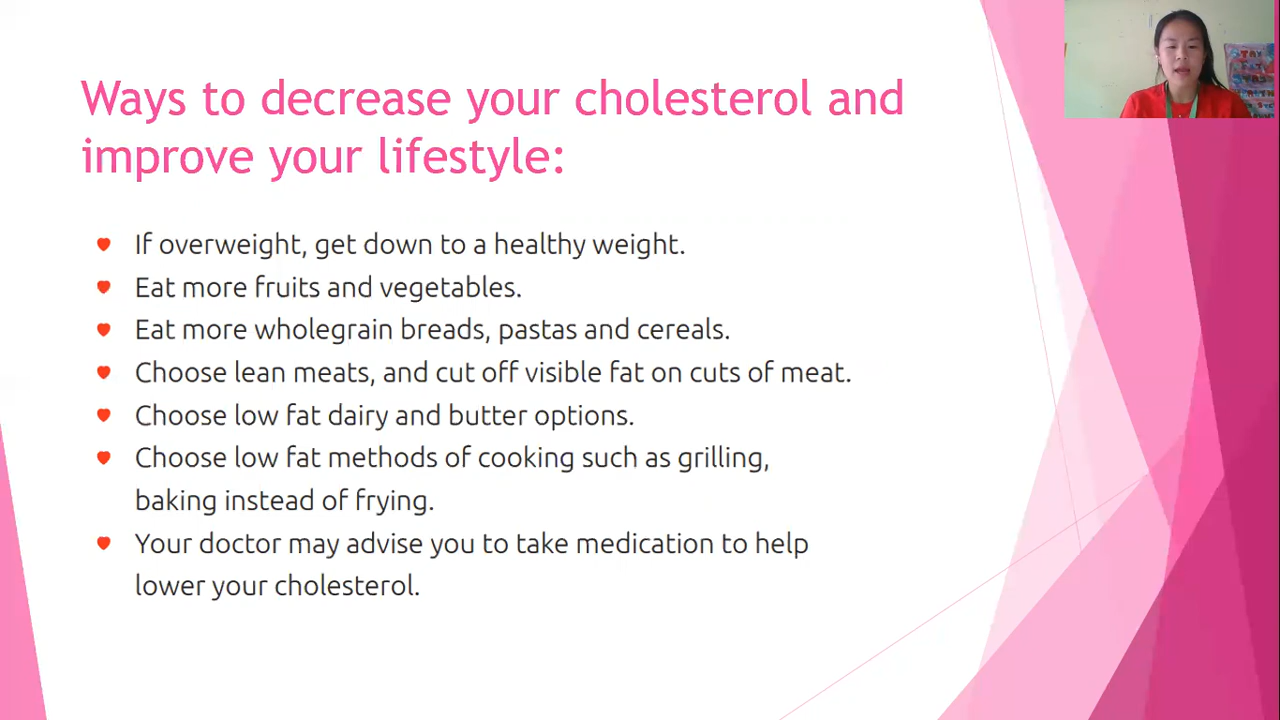 Ways to decrease your cholesterol and
improve your lifestyle:
If overweight, get down to a healthy weight.
Eat more fruits and vegetables.
Eat more wholegrain breads, pastas and cereals.
Choose lean meats, and cut off visible fat on cuts of meat.
Choose low fat dairy and butter options.
Choose low fat methods of cooking such as grilling,
baking instead of frying.
Your doctor may advise you to take medication to help
lower your cholesterol.